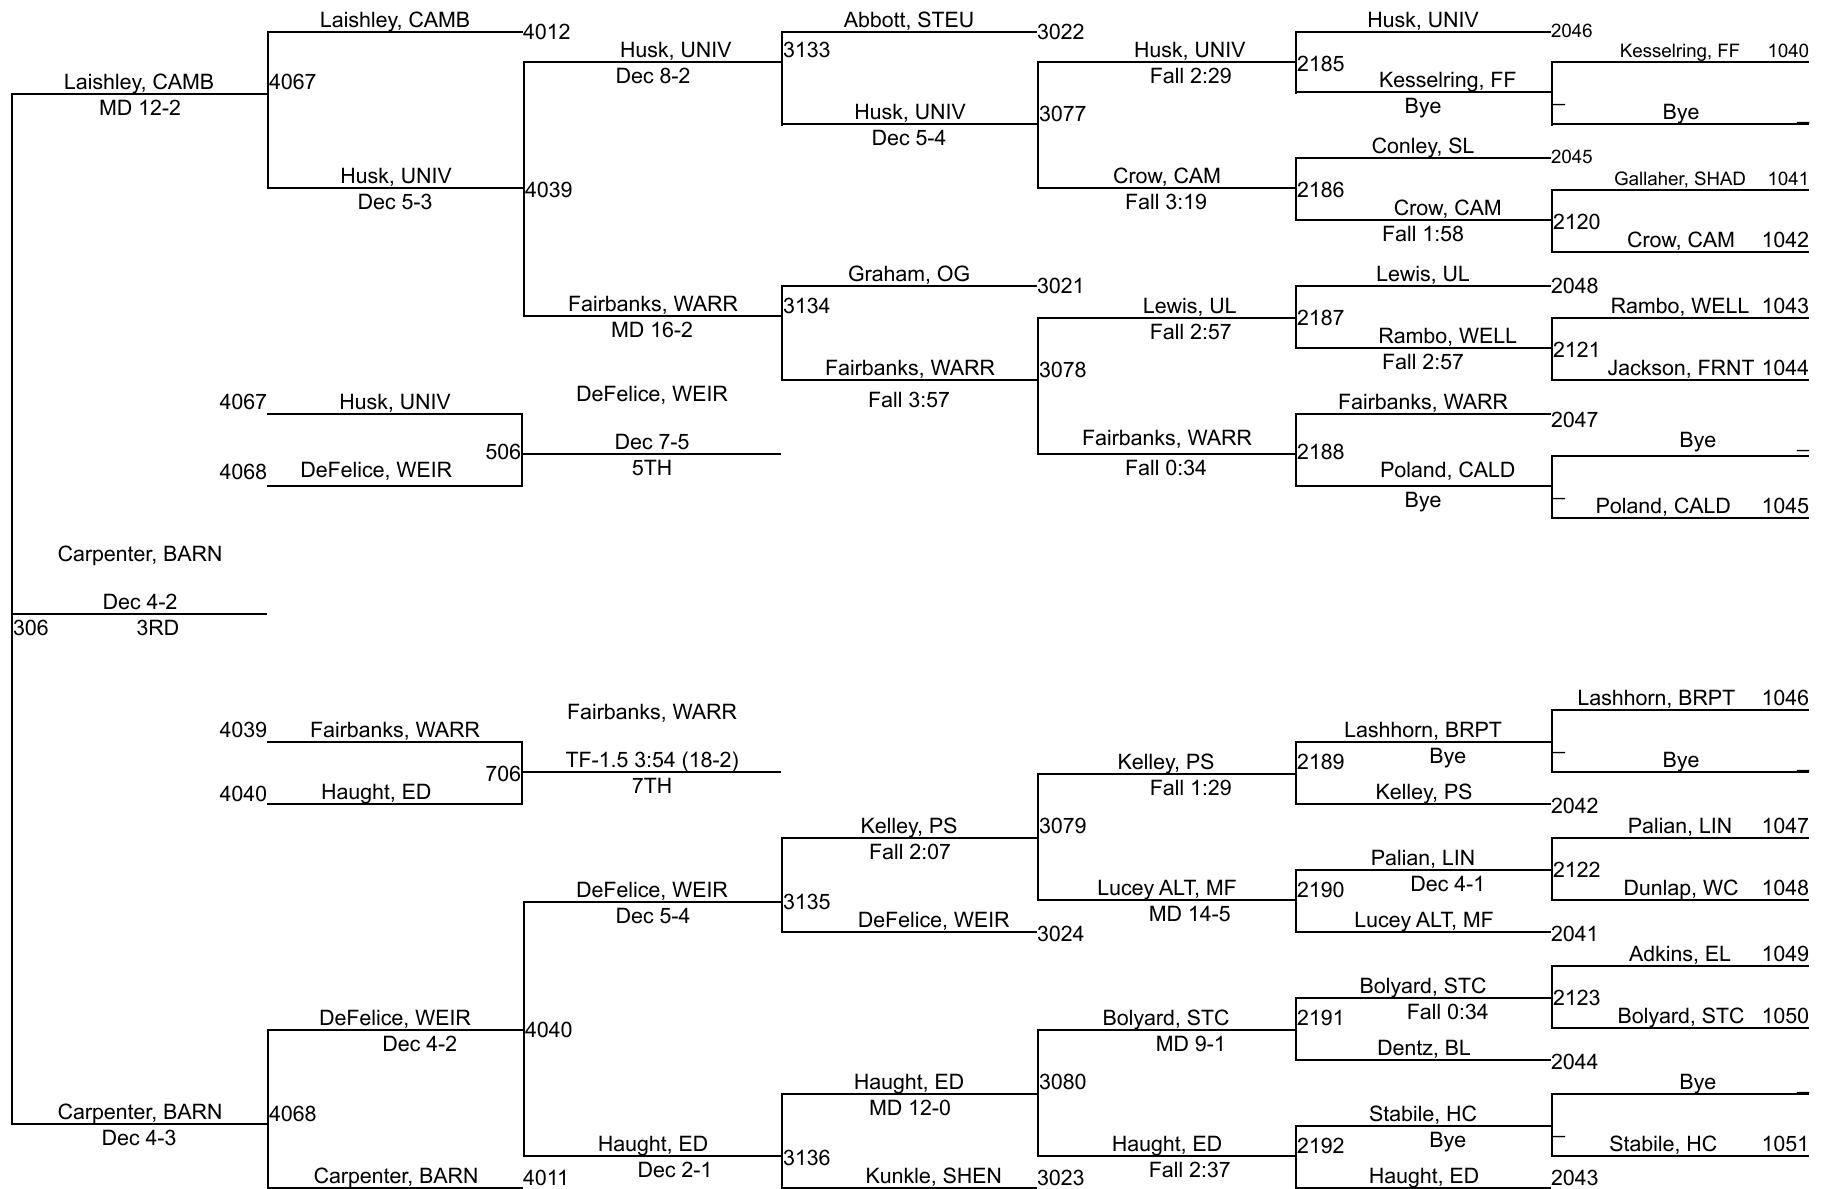 Laishley, CAMB
4012
Abbott, STEU
3022
Husk, UNIV
2046
Husk, UNIV
Dec 8-2
3133
Husk, UNIV
Fall 2:29
2185
Kesselring, FF 1040
Laishley, CAMB
MD 12-2
4067
Kesselring, FF
Bye
_
Bye _
Husk, UNIV
Dec 5-4
3077
Conley, SL
2045
Husk, UNIV
Dec 5-3
4039
Crow, CAM
Fall 3:19
2186
Gallaher, SHAD 1041
Crow, CAM
Fall 1:58
2120
Crow, CAM 1042
Graham, OG
3021
Lewis, UL
2048
Fairbanks, WARR
MD 16-2
3134
Lewis, UL
Fall 2:57
2187
Rambo, WELL 1043
Rambo, WELL
Fall 2:57
2121
Jackson, FRNT 1044
Fairbanks, WARR
Fall 3:57
3078
4067
Husk, UNIV
DeFelice, WEIR
Fairbanks, WARR
2047
506
Dec 7-5
5TH
Fairbanks, WARR
Fall 0:34
2188
Bye _
4068
DeFelice, WEIR
Poland, CALD
Bye
_
Poland, CALD 1045
Carpenter, BARN
Dec 4-2
306
3RD
4039
Fairbanks, WARR
Fairbanks, WARR
Lashhorn, BRPT
Bye
Lashhorn, BRPT 1046
_
Bye _
706
TF-1.5 3:54 (18-2)
7TH
Kelley, PS
Fall 1:29
2189
4040
Haught, ED
Kelley, PS
2042
Kelley, PS
Fall 2:07
3079
Palian, LIN 1047
Palian, LIN
Dec 4-1
2122
Dunlap, WC 1048
DeFelice, WEIR
Dec 5-4
3135
Lucey ALT, MF
MD 14-5
2190
DeFelice, WEIR
3024
Lucey ALT, MF
2041
Adkins, EL 1049
Bolyard, STC
Fall 0:34
2123
Bolyard, STC 1050
DeFelice, WEIR
Dec 4-2
4040
Bolyard, STC
MD 9-1
2191
Dentz, BL
2044
Haught, ED
MD 12-0
3080
Bye _
Carpenter, BARN
Dec 4-3
4068
Stabile, HC
Bye
_
Stabile, HC 1051
Haught, ED
Dec 2-1
3136
Haught, ED
Fall 2:37
2192
Carpenter, BARN
4011
Kunkle, SHEN
3023
Haught, ED
2043